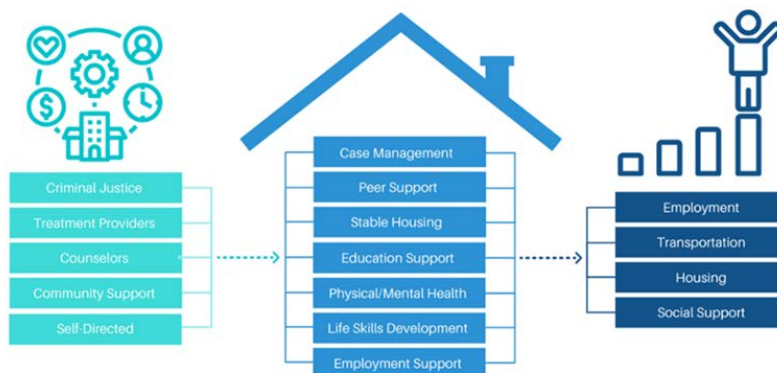 Criminal Justice
Treatment Providers
Counselors
Community Support
Self-Directed
Case Management
Peer Support
Stable Housing
Education Support
Physical/Mental Health
Life Skills Development
Employment Support
Employment
Transportation
Housing
Social Support